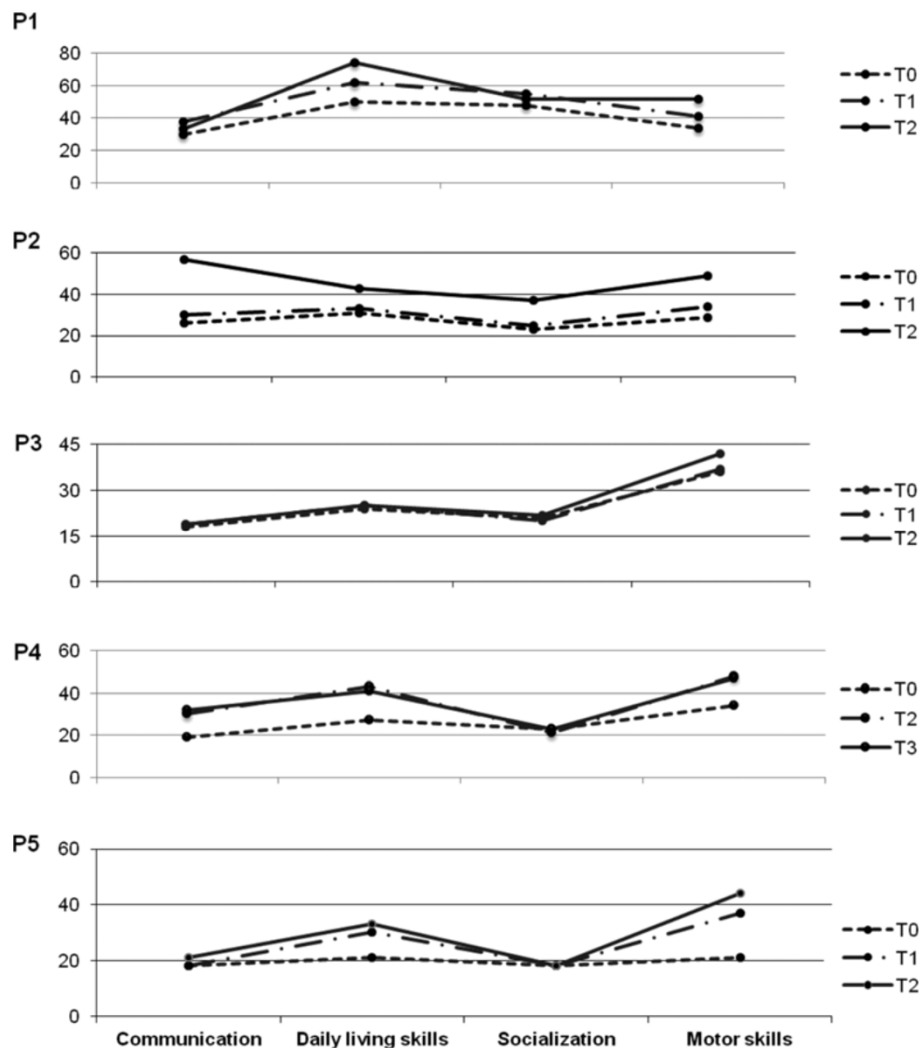 P1
80
60
40
20
0
T0
T1
T2
P2
60
40
20
0
T0
T1
T2
P3
45
30
15
0
T0
T1
T2
P4
60
40
20
0
T0
T2
T3
P5
60
40
20
0
T0
T1
T2
Communication Daily living skills Socialization Motor skills